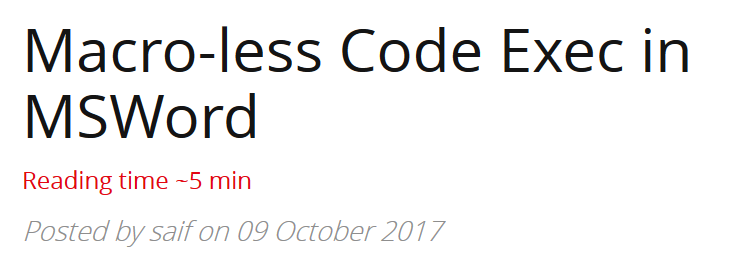 Macro-less Code Exec in
MSWord
Reading time ~5 min
Posted by saif on 09 October 2017